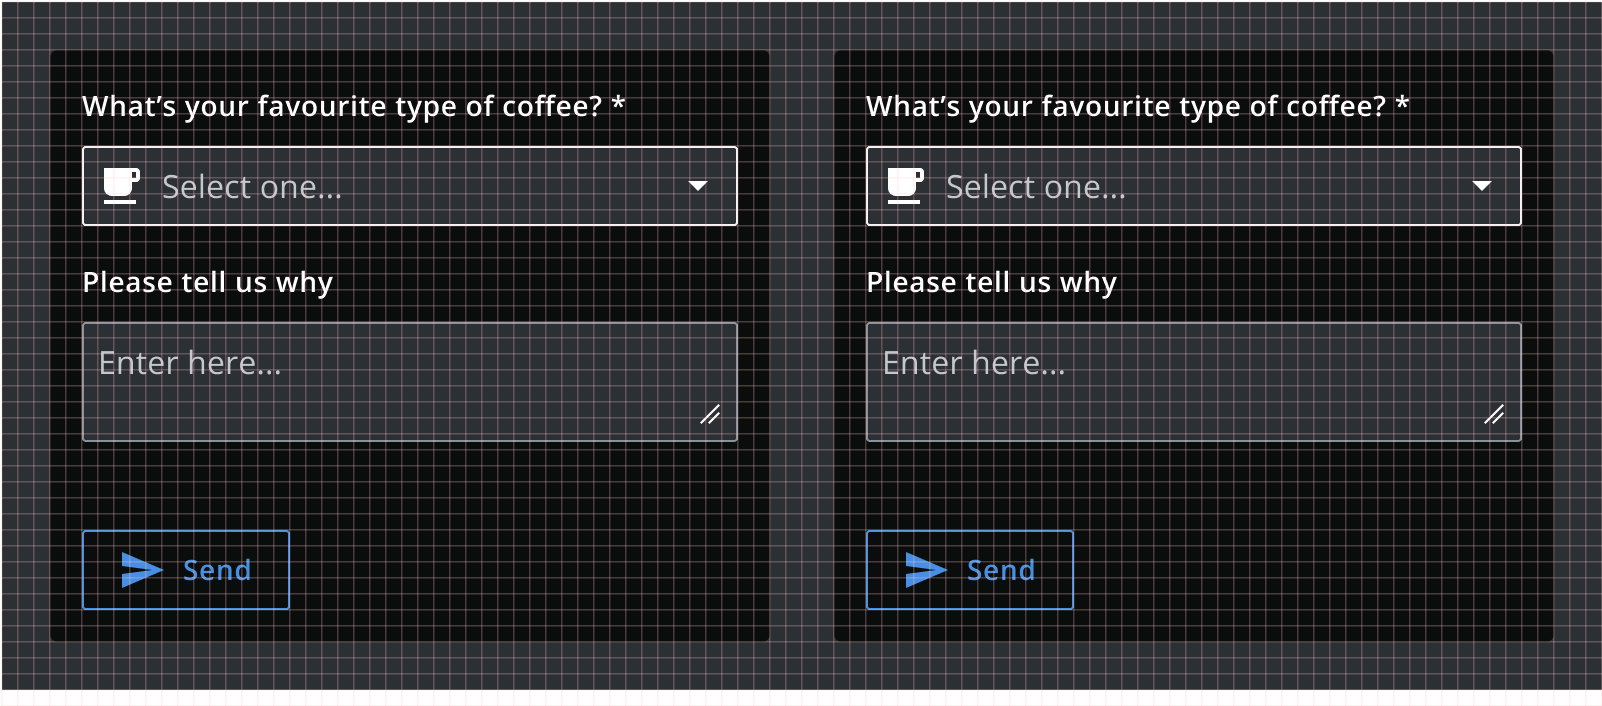 What’s your favourite type of coffee? *
Select one...
Please tell us why
Enter here...
Send
What’s your favourite type of coffee? *
Select one...
Please tell us why
Enter here...
Send